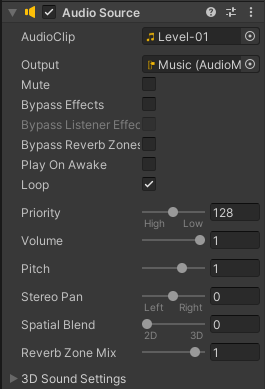 Audio Source
AudioClip Level-01
Output Music (AudioM
Mute
Bypass Effects
Bypass Listener Effec
Bypass Reverb Zones
Play On Awake
Loop
Priority 128
High Low
Volume 1
Pitch 1
Stereo Pan 0
Left Right
Spatial Blend 0
2D 3D
Reverb Zone Mix 1
3D Sound Settings